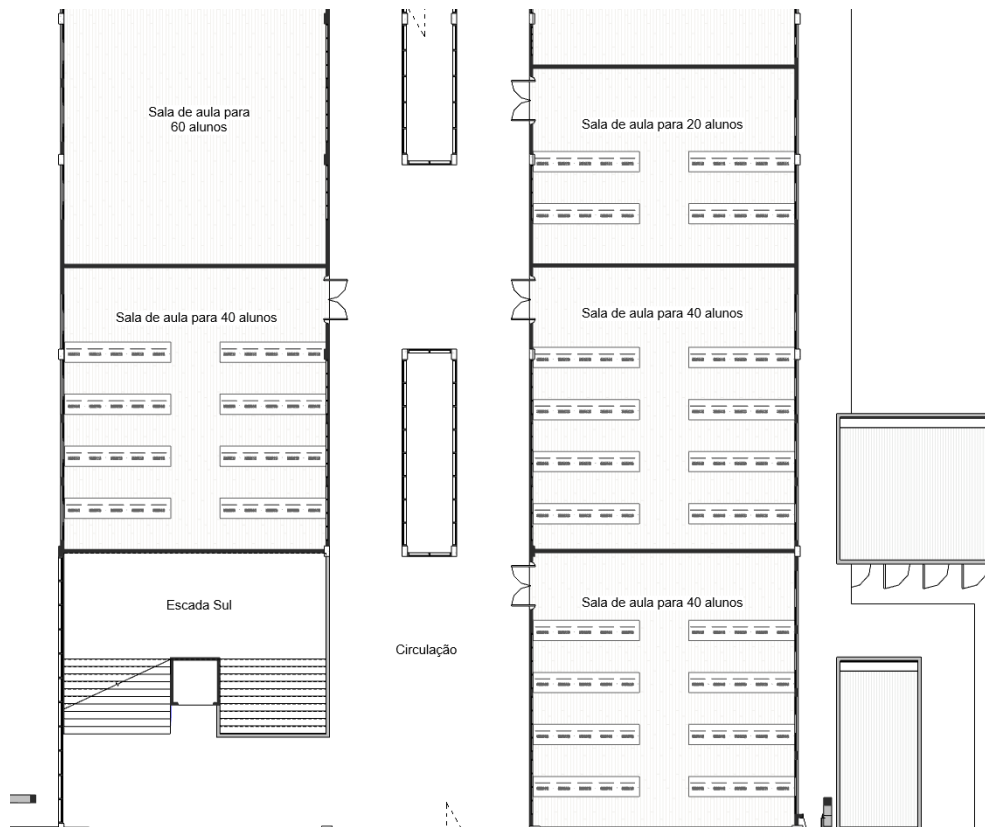 Sala de aula para
60 alunos
Sala de aula para 20 alunos
Sala de aula para 40 alunos
Sala de aula para 40 alunos
Escada Sul
Sala de aula para 40 alunos
Circulação